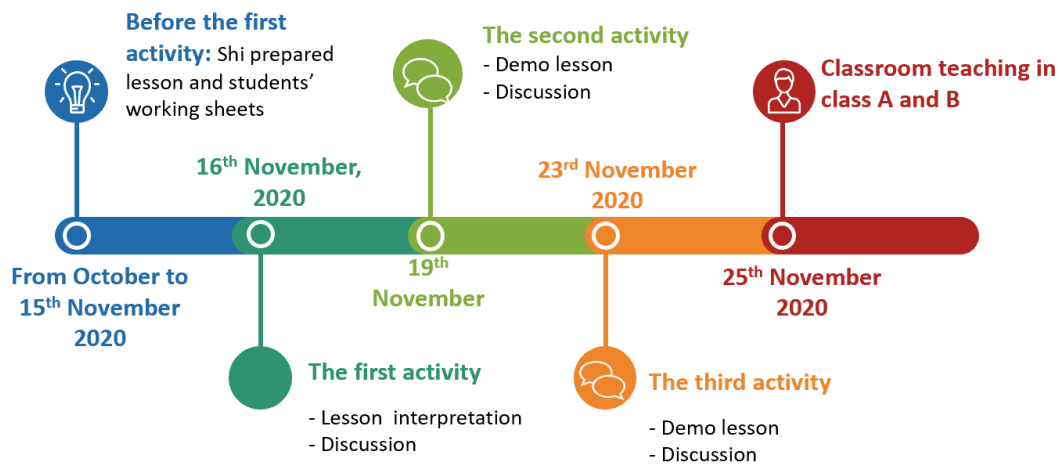 Before the first
activity: Shi prepared
lesson and students’
working sheets
From October to
15th November
2020
16th November,
2020
The first activity
- Lesson interpretation
- Discussion
The second activity
- Demo lesson
- Discussion
19th
November
23rd November
2020
The third activity
- Demo lesson
- Discussion
Classroom teaching in
class A and B
25th November
2020